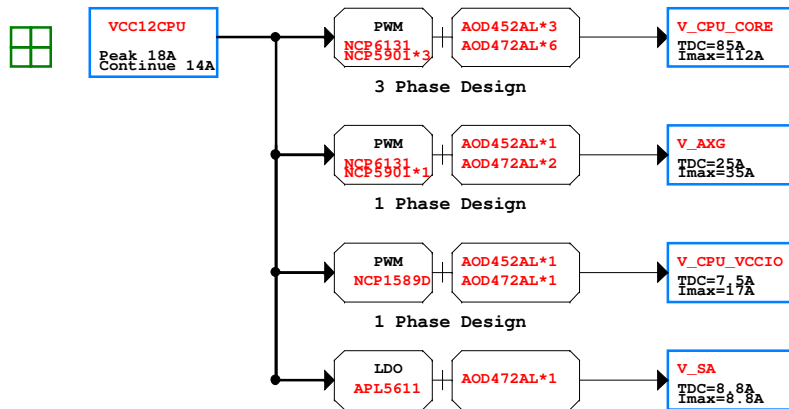 VCC12CPU
Peak 18A
Continue 14A
PWM
NCP6131
NCP5901*3
AOD452AL*3
AOD472AL*6
V_CPU_CORE
TDC=85A
Imax=112A
3 Phase Design
PWM
NCP6131
NCP5901*1
AOD452AL*1
AOD472AL*2
V_AXG
TDC=25A
Imax=35A
1 Phase Design
PWM
NCP1589D
AOD452AL*1
AOD472AL*1
V_CPU_VCCIO
TDC=7.5A
Imax=17A
1 Phase Design
LDO
APL5611
AOD472AL*1
V_SA
TDC=8.8A
Imax=8.8A